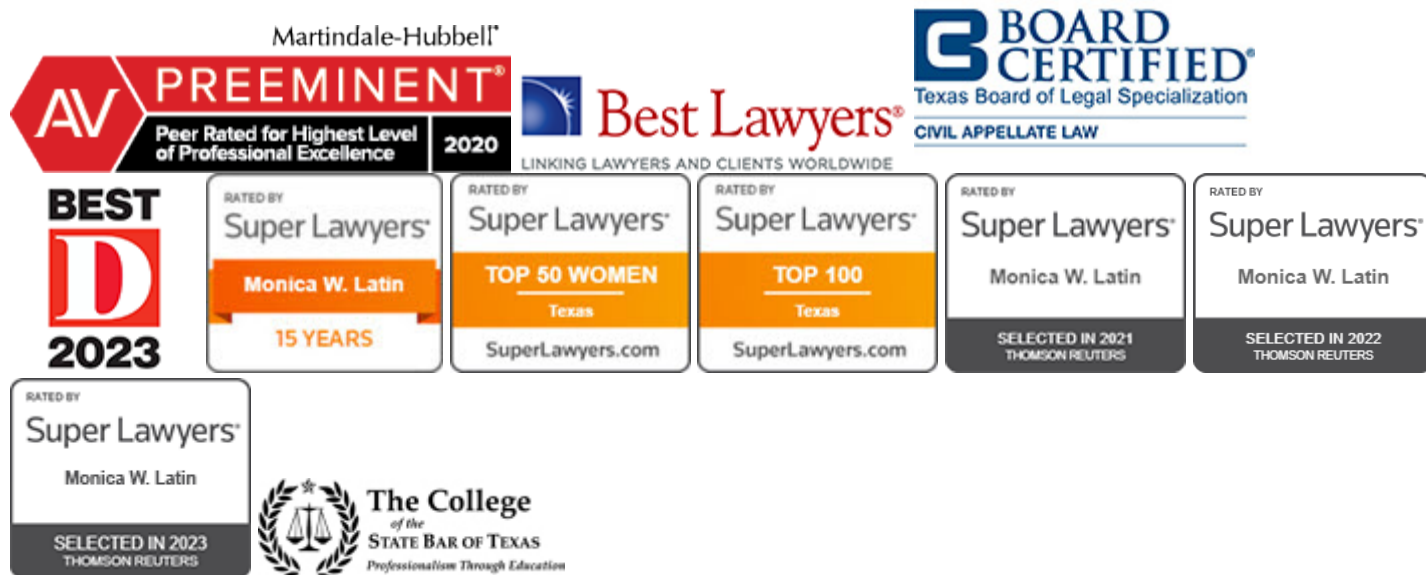 Martindale-Hubbell®
AV PREEMINENT®
Peer Rated for Highest Level
of Professional Excellence
2020
Best Lawyers®
LINKING LAWYERS AND CLIENTS WORLDWIDE
BOARD
CERTIFIED®
Texas Board of Legal Specialization
CIVIL APPELLATE LAW
BEST
D
2023
RATED BY
Super Lawyers®
Monica W. Latin
15 YEARS
RATED BY
Super Lawyers®
TOP 50 WOMEN
Texas
SuperLawyers.com
RATED BY
Super Lawyers®
TOP 100
Texas
SuperLawyers.com
RATED BY
Super Lawyers®
Monica W. Latin
SELECTED IN 2021
THOMSON REUTERS
RATED BY
Super Lawyers®
Monica W. Latin
SELECTED IN 2022
THOMSON REUTERS
RATED BY
Super Lawyers®
Monica W. Latin
SELECTED IN 2023
THOMSON REUTERS
The College
of the
STATE BAR OF TEXAS
Professionalism Through Education